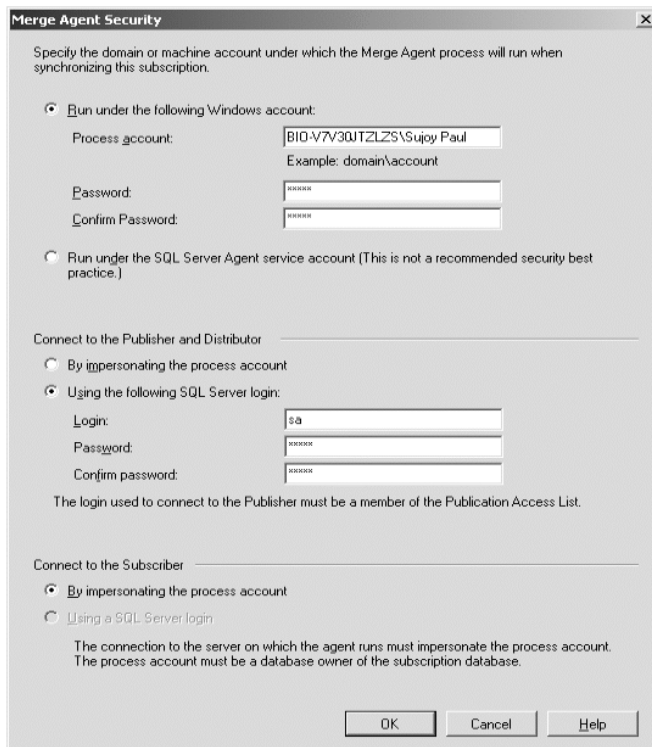 Merge Agent Security
Specify the domain or machine account under which the Merge Agent process will run when
synchronizing this subscription.
Run under the following Windows account:
Process account:
BIO-V7V30JTZLZS\Sujoy Paul
Example: domain\account
Password:
*****
Confirm Password:
*****
Run under the SQL Server Agent service account (This is not a recommended security best
practice.)
Connect to the Publisher and Distributor
By impersonating the process account
Using the following SQL Server login:
Login:
sa
Password:
*****
Confirm password:
*****
The login used to connect to the Publisher must be a member of the Publication Access List.
Connect to the Subscriber
By impersonating the process account
Using a SQL Server login
The connection to the server on which the agent runs must impersonate the process account.
The process account must be a database owner of the subscription database.
OK
Cancel
Help